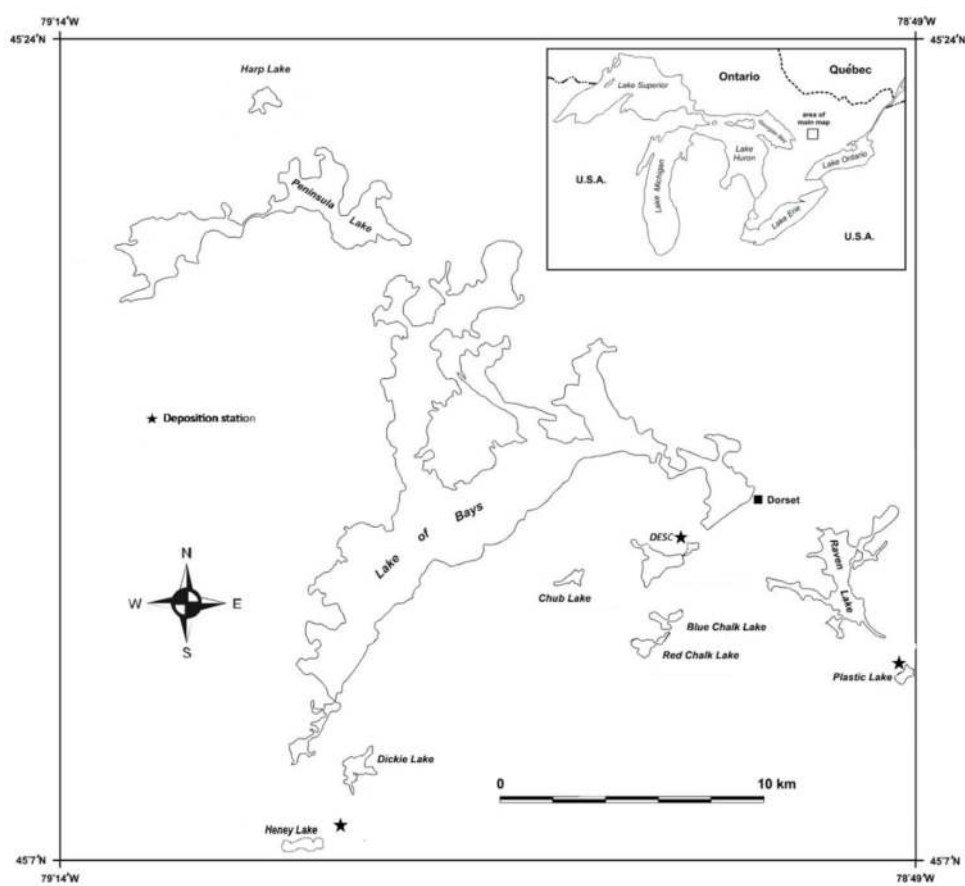 79˚14´W
78˚49´W
45˚24´N
45˚24´N
Harp Lake
Ontario
Québec
Lake Superior
area of
main map
Georgian Bay
Lake
Huron
Lake Ontario
Lake Michigan
U.S.A.
Lake Erie
U.S.A.
Peninsula
Lake
★ Deposition station
Lake of Bays
Dorset
DESC
Raven
Lake
N
W
E
S
Chub Lake
Blue Chalk Lake
Red Chalk Lake
Plastic Lake
Dickie Lake
0
10 km
Heney Lake
45˚7´N
45˚7´N
79˚14´W
78˚49´W